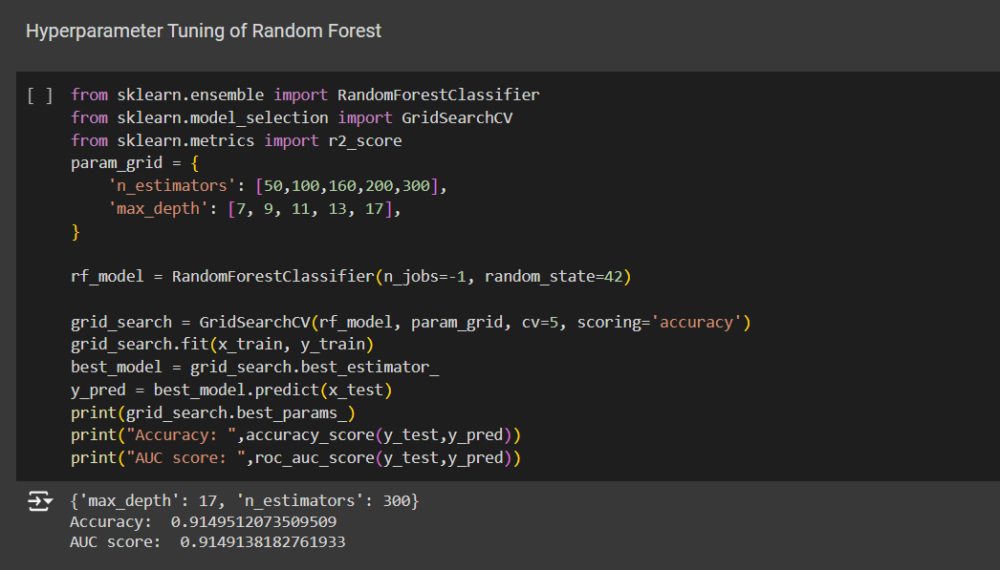 Hyperparameter Tuning of Random Forest
[ ] from sklearn.ensemble import RandomForestClassifier
from sklearn.model_selection import GridSearchCV
from sklearn.metrics import r2_score
param_grid = {
    'n_estimators': [50,100,160,200,300],
    'max_depth': [7, 9, 11, 13, 17],
}
rf_model = RandomForestClassifier(n_jobs=-1, random_state=42)
grid_search = GridSearchCV(rf_model, param_grid, cv=5, scoring='accuracy')
grid_search.fit(x_train, y_train)
best_model = grid_search.best_estimator_
y_pred = best_model.predict(x_test)
print(grid_search.best_params_)
print("Accuracy: ",accuracy_score(y_test,y_pred))
print("AUC score: ",roc_auc_score(y_test,y_pred))
{'max_depth': 17, 'n_estimators': 300}
Accuracy:  0.9149512073509509
AUC score:  0.9149138182761933